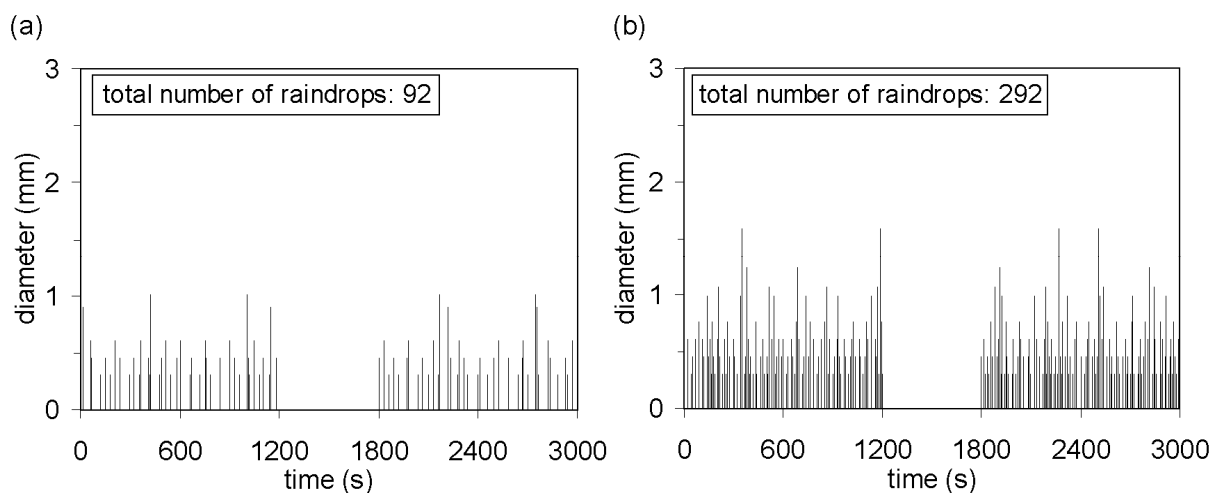 (a)
3
total number of raindrops: 92
2
diameter (mm)
1
0
0 600 1200 1800 2400 3000
time (s)
(b)
3
total number of raindrops: 292
2
diameter (mm)
1
0
0 600 1200 1800 2400 3000
time (s)